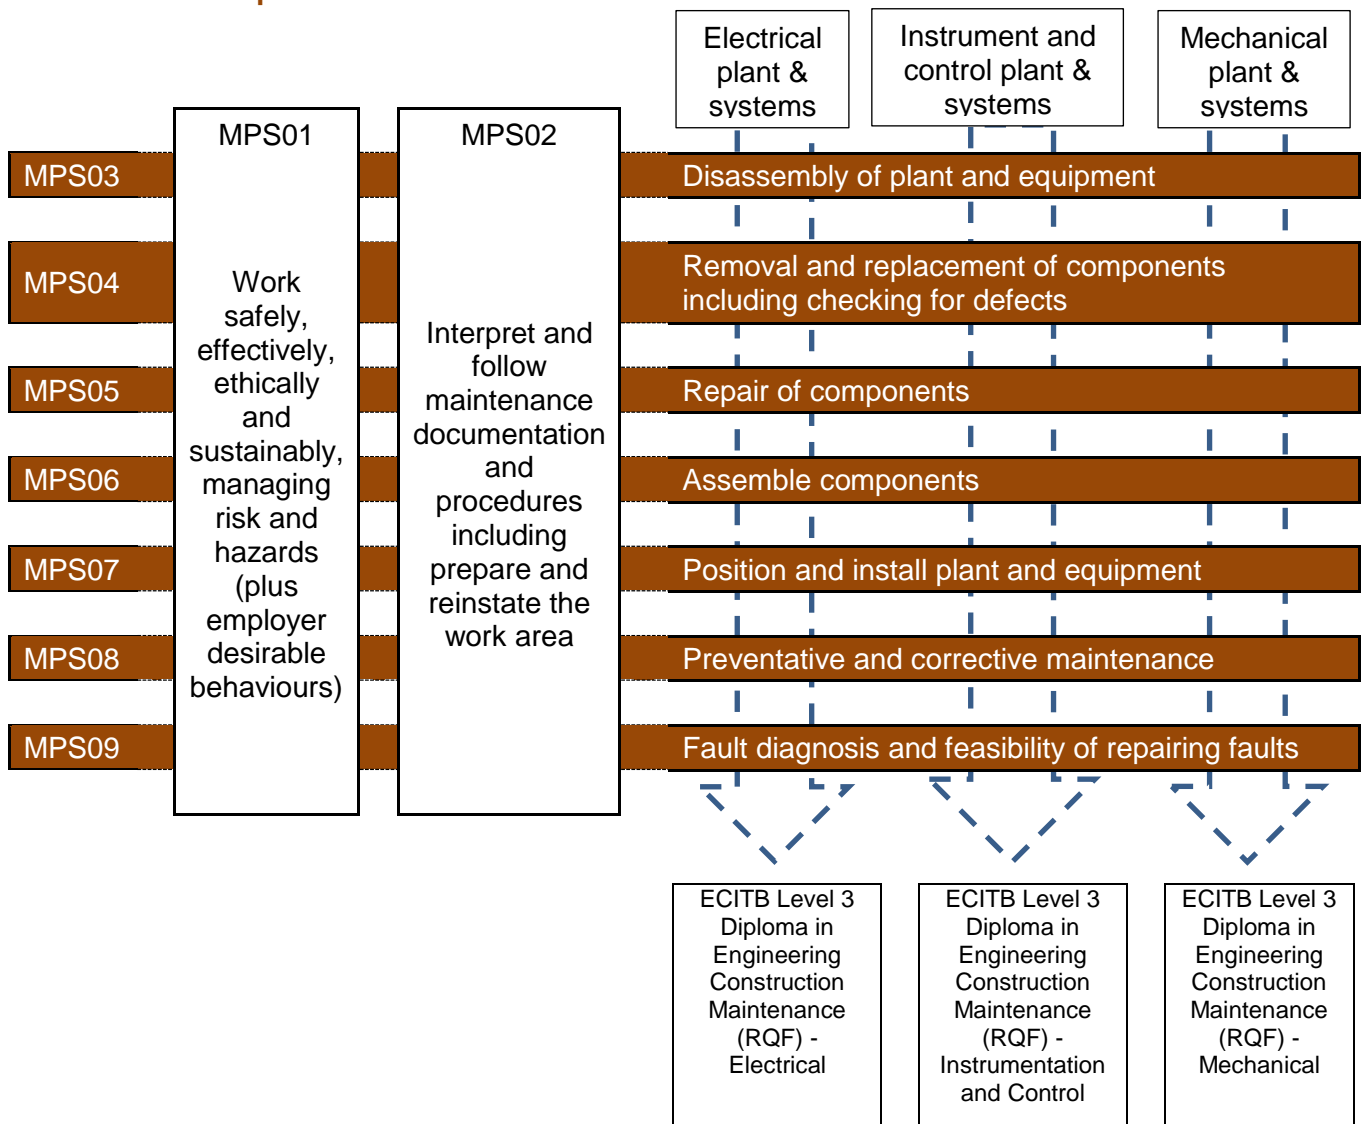 Electrical
plant &
systems
Instrument and
control plant &
systems
Mechanical
plant &
systems
MPS01
Work
safely,
effectively,
ethically
and
sustainably,
managing
risk and
hazards
(plus
employer
desirable
behaviours)
MPS02
Interpret and
follow
maintenance
documentation
and
procedures
including
prepare and
reinstate the
work area
MPS03
Disassembly of plant and equipment
MPS04
Removal and replacement of components
including checking for defects
MPS05
Repair of components
MPS06
Assemble components
MPS07
Position and install plant and equipment
MPS08
Preventative and corrective maintenance
MPS09
Fault diagnosis and feasibility of repairing faults
ECITB Level 3
Diploma in
Engineering
Construction
Maintenance
(RQF) -
Electrical
ECITB Level 3
Diploma in
Engineering
Construction
Maintenance
(RQF) -
Instrumentation
and Control
ECITB Level 3
Diploma in
Engineering
Construction
Maintenance
(RQF) -
Mechanical